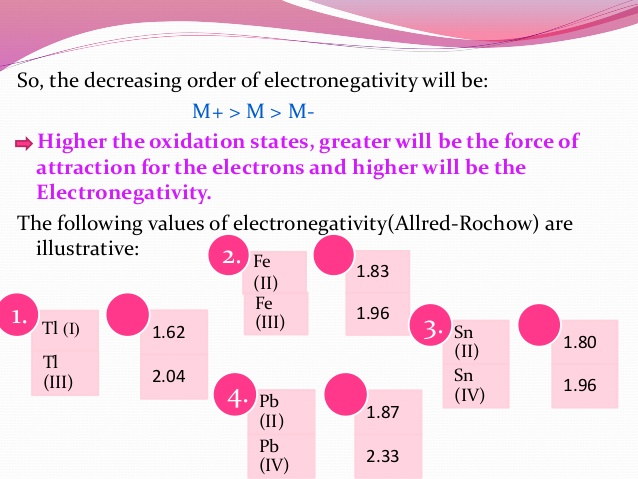 So, the decreasing order of electronegativity will be:
M+ > M > M-
Higher the oxidation states, greater will be the force of
attraction for the electrons and higher will be the
Electronegativity.
The following values of electronegativity(Allred-Rochow) are
illustrative:
1.
Tl (I)
1.62
Tl
(III)
2.04
2.
Fe
(II)
1.83
Fe
(III)
1.96
3.
Sn
(II)
1.80
Sn
(IV)
1.96
4.
Pb
(II)
1.87
Pb
(IV)
2.33